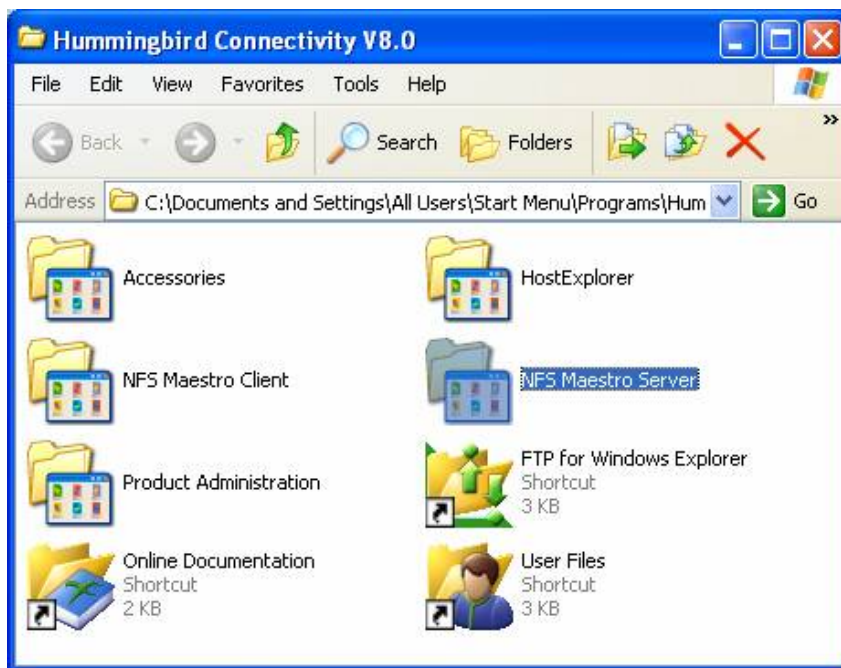 Hummingbird Connectivity V8.0
File Edit View Favorites Tools Help
Back Search Folders »
Address C:\Documents and Settings\All Users\Start Menu\Programs\Hum Go
Accessories
HostExplorer
NFS Maestro Client
NFS Maestro Server
Product Administration
FTP for Windows Explorer
Shortcut
3 KB
Online Documentation
Shortcut
2 KB
User Files
Shortcut
3 KB